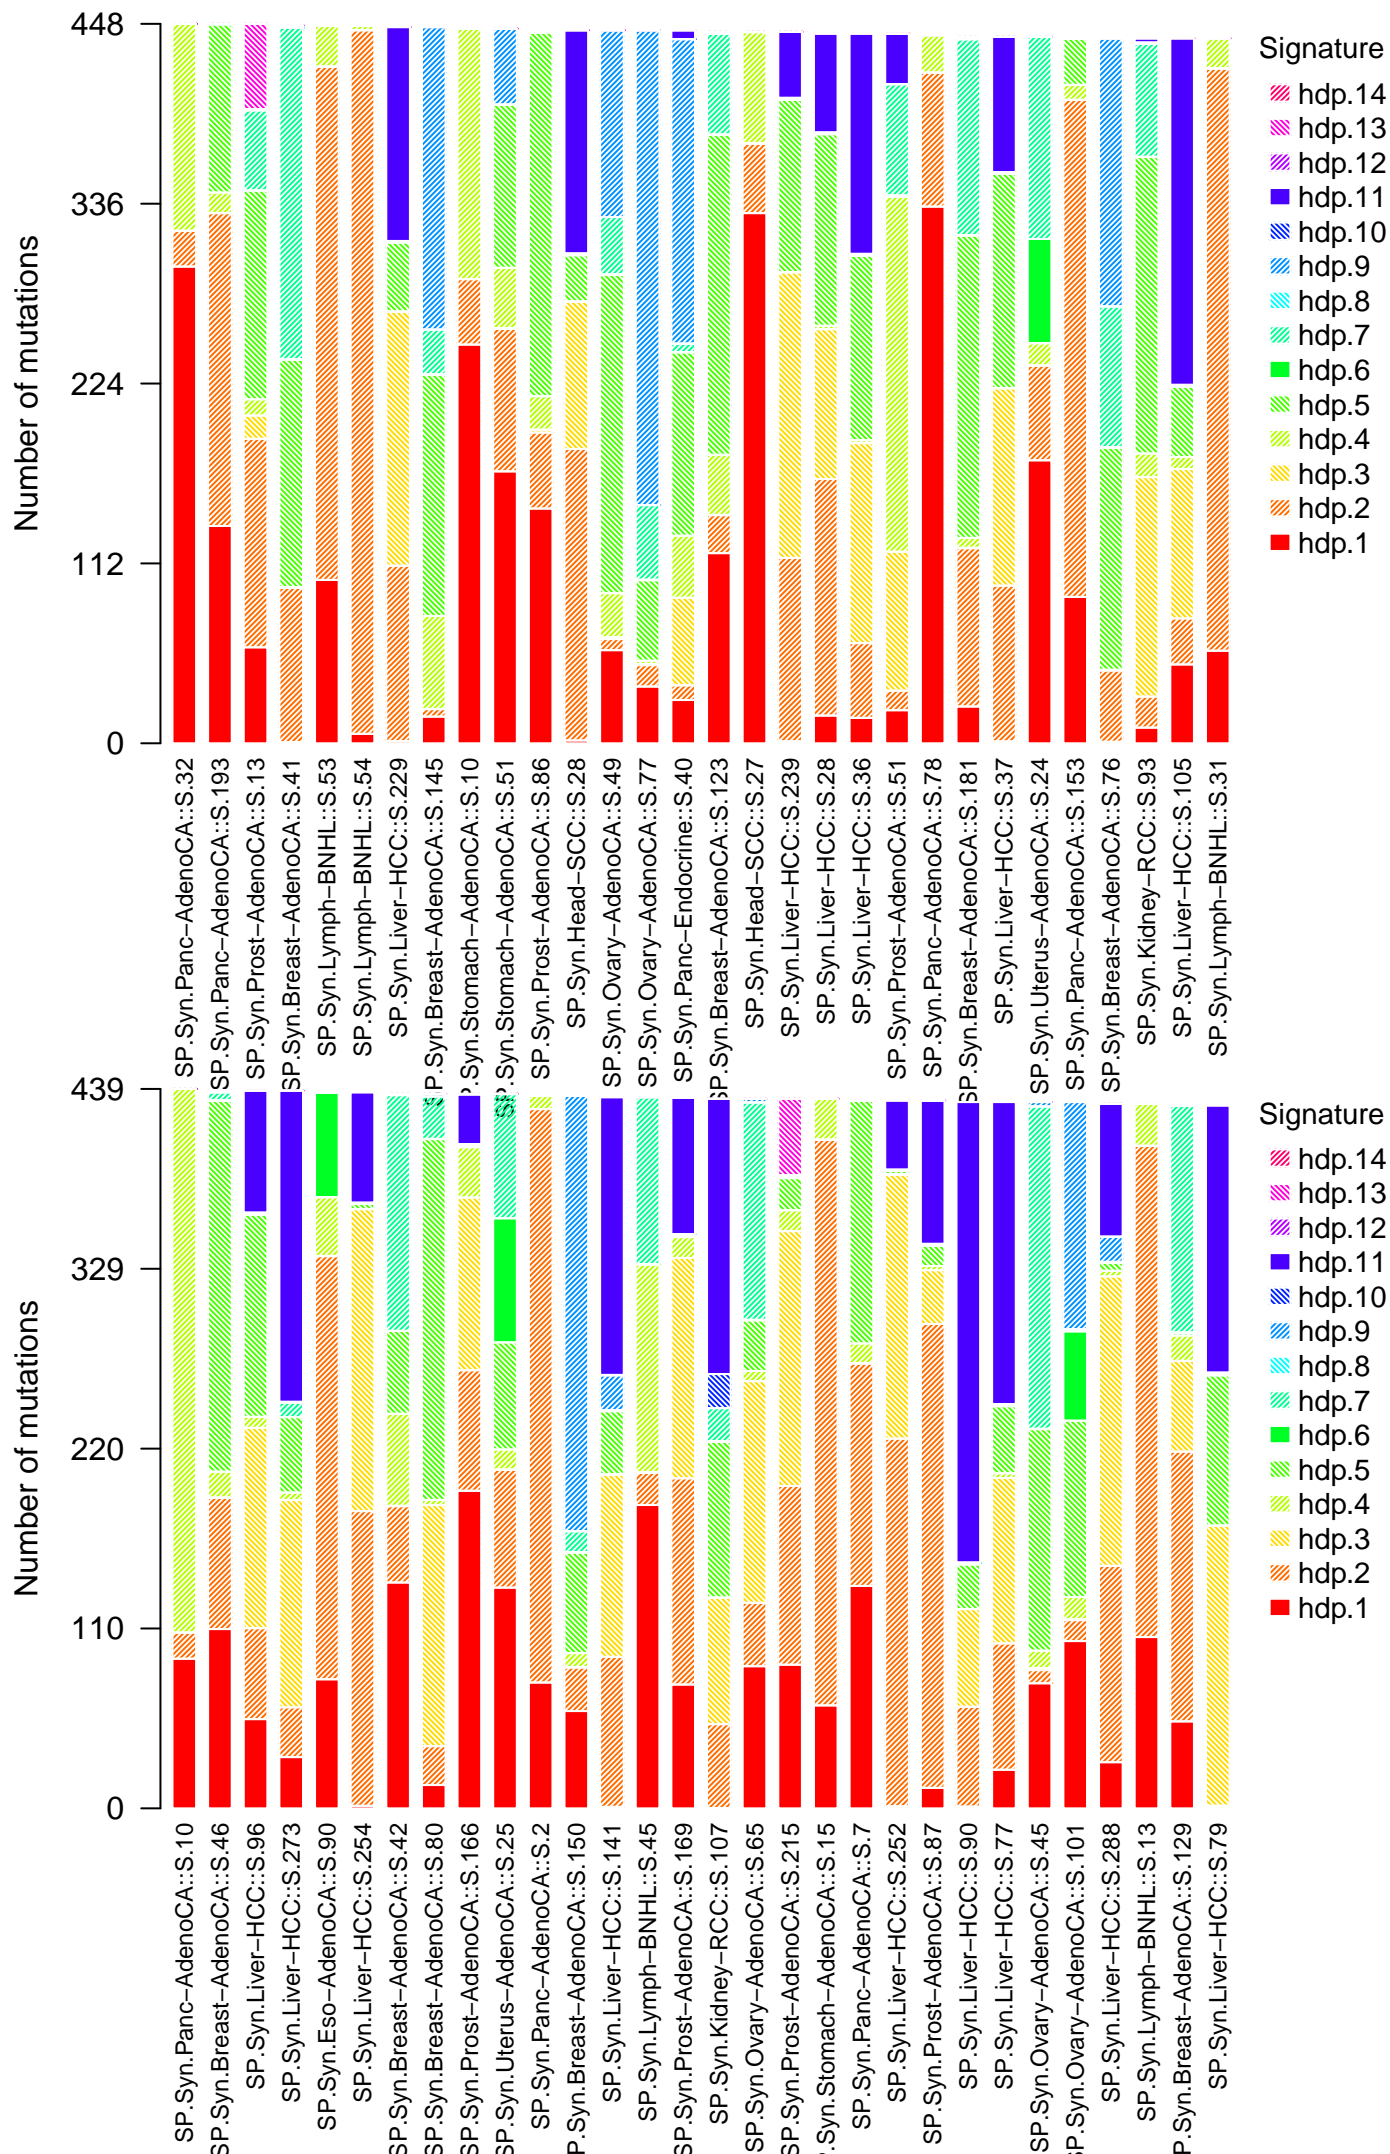 Number of mutations
448
336
224
112
0
Signature
hdp.14
hdp.13
hdp.12
hdp.11
hdp.10
hdp.9
hdp.8
hdp.7
hdp.6
hdp.5
hdp.4
hdp.3
hdp.2
hdp.1
SP.Syn.Panc−AdenoCA::S.32
SP.Syn.Panc−AdenoCA::S.193
SP.Syn.Prost−AdenoCA::S.13
SP.Syn.Breast−AdenoCA::S.41
SP.Syn.Lymph−BNHL::S.53
SP.Syn.Lymph−BNHL::S.54
SP.Syn.Liver−HCC::S.229
SP.Syn.Breast−AdenoCA::S.145
SP.Syn.Stomach−AdenoCA::S.10
SP.Syn.Stomach−AdenoCA::S.51
SP.Syn.Prost−AdenoCA::S.86
SP.Syn.Head−SCC::S.28
SP.Syn.Ovary−AdenoCA::S.49
SP.Syn.Ovary−AdenoCA::S.77
SP.Syn.Panc−Endocrine::S.40
SP.Syn.Breast−AdenoCA::S.123
SP.Syn.Head−SCC::S.27
SP.Syn.Liver−HCC::S.239
SP.Syn.Liver−HCC::S.28
SP.Syn.Liver−HCC::S.36
SP.Syn.Prost−AdenoCA::S.51
SP.Syn.Panc−AdenoCA::S.78
SP.Syn.Breast−AdenoCA::S.181
SP.Syn.Liver−HCC::S.37
SP.Syn.Uterus−AdenoCA::S.24
SP.Syn.Panc−AdenoCA::S.153
SP.Syn.Breast−AdenoCA::S.76
SP.Syn.Kidney−RCC::S.93
SP.Syn.Liver−HCC::S.105
SP.Syn.Lymph−BNHL::S.31
Number of mutations
439
329
220
110
0
Signature
hdp.14
hdp.13
hdp.12
hdp.11
hdp.10
hdp.9
hdp.8
hdp.7
hdp.6
hdp.5
hdp.4
hdp.3
hdp.2
hdp.1
SP.Syn.Panc−AdenoCA::S.10
SP.Syn.Breast−AdenoCA::S.46
SP.Syn.Liver−HCC::S.96
SP.Syn.Liver−HCC::S.273
SP.Syn.Eso−AdenoCA::S.90
SP.Syn.Liver−HCC::S.254
SP.Syn.Breast−AdenoCA::S.42
SP.Syn.Breast−AdenoCA::S.80
SP.Syn.Prost−AdenoCA::S.166
SP.Syn.Uterus−AdenoCA::S.25
SP.Syn.Panc−AdenoCA::S.2
P.Syn.Breast−AdenoCA::S.150
SP.Syn.Liver−HCC::S.141
SP.Syn.Lymph−BNHL::S.45
SP.Syn.Prost−AdenoCA::S.169
SP.Syn.Kidney−RCC::S.107
SP.Syn.Ovary−AdenoCA::S.65
SP.Syn.Prost−AdenoCA::S.215
P.Syn.Stomach−AdenoCA::S.15
SP.Syn.Panc−AdenoCA::S.7
SP.Syn.Liver−HCC::S.252
SP.Syn.Prost−AdenoCA::S.87
SP.Syn.Liver−HCC::S.90
SP.Syn.Liver−HCC::S.77
SP.Syn.Ovary−AdenoCA::S.45
SP.Syn.Ovary−AdenoCA::S.101
SP.Syn.Liver−HCC::S.288
SP.Syn.Lymph−BNHL::S.13
SP.Syn.Breast−AdenoCA::S.129
SP.Syn.Liver−HCC::S.79